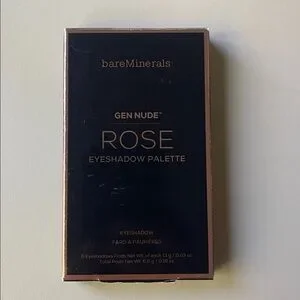 bareMinerals
GEN NUDE™
ROSE
EYESHADOW PALETTE
EYESHADOW
FARD À PAUPIÈRES